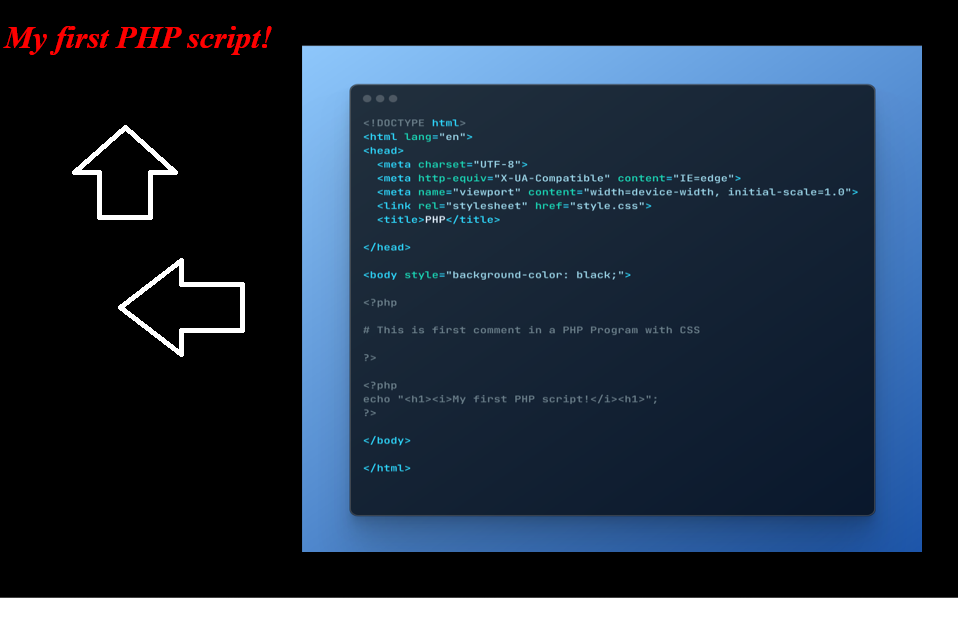 My first PHP script!
<!DOCTYPE html>
<html lang="en">
<head>
<meta charset="UTF-8">
<meta http-equiv="X-UA-Compatible" content="IE=edge">
<meta name="viewport" content="width=device-width, initial-scale=1.0">
<link rel="stylesheet" href="style.css">
<title>PHP</title>
</head>
<body style="background-color: black;">
<?php
# This is first comment in a PHP Program with CSS
?>
<?php
echo "<h1><i>My first PHP script!</i><h1>";
?>
</body>
</html>